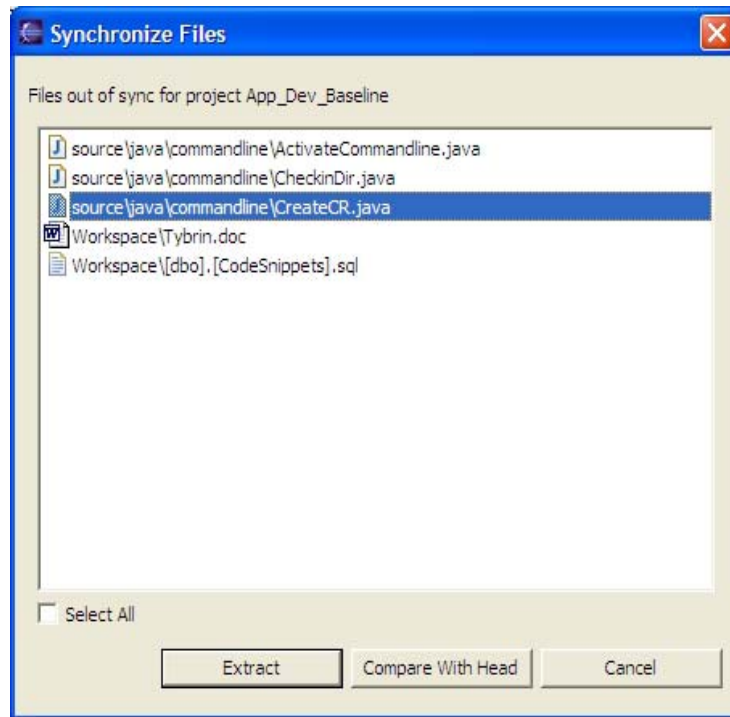 Synchronize Files
Files out of sync for project App_Dev_Baseline
source\java\commandline\ActivateCommandline.java
source\java\commandline\CheckinDir.java
source\java\commandline\CreateCR.java
Workspace\Tybrin.doc
Workspace\[dbo].[CodeSnippets].sql
Select All
Extract Compare With Head Cancel